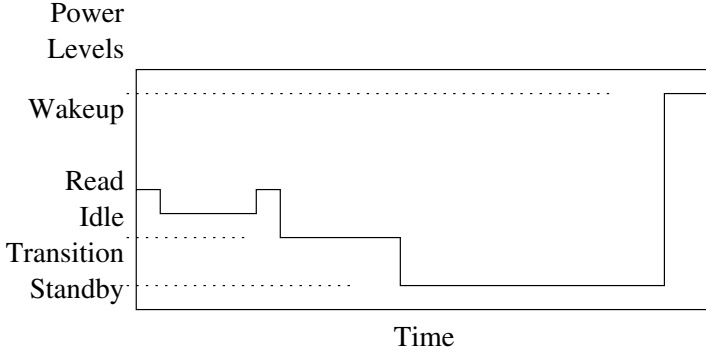 Power
Levels
Wakeup
Read
Idle
Transition
Standby
Time